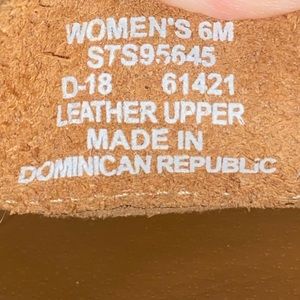 WOMEN'S 6M
STS95645
D-18 61421
LEATHER UPPER
MADE IN
DOMINICAN REPUBLIC